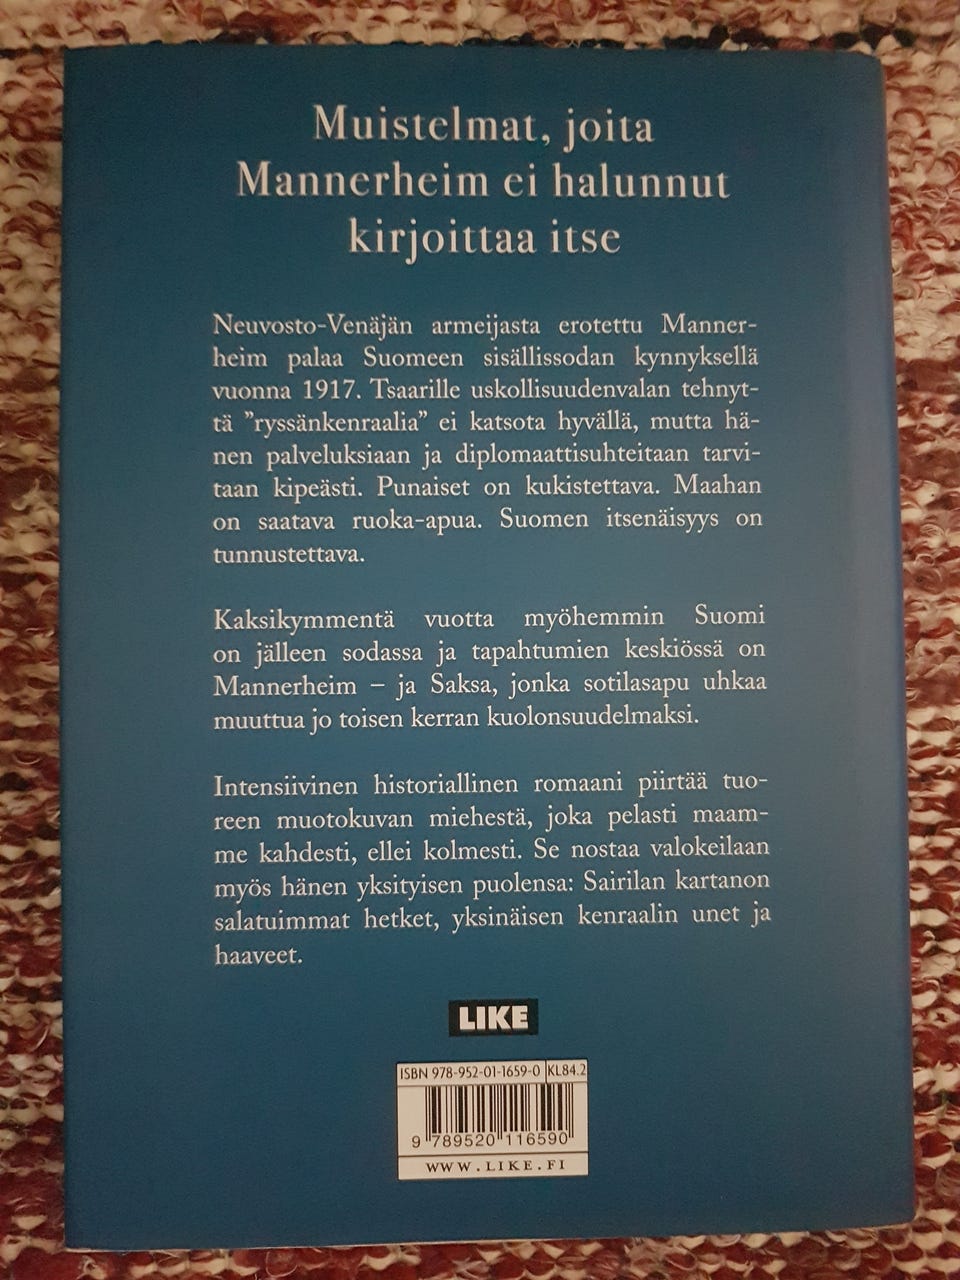 Muistelmat, joita
Mannerheim ei halunnut
kirjoittaa itse
Neuvosto-Venäjän armeijasta erotettu Manner-
heim palaa Suomeen sisällissodan kynnyksellä
vuonna 1917. Tsaarille uskollisuudenvalan tehnyt-
tä ”ryssänkenraalia” ei katsota hyvällä, mutta hä-
nen palveluksiaan ja diplomaattisuhteitaan tarvi-
taan kipeästi. Punaiset on kukistettava. Maahan
on saatava ruoka-apua. Suomen itsenäisyys on
tunnustettava.
Kaksikymmentä vuotta myöhemmin Suomi
on jälleen sodassa ja tapahtumien keskiössä on
Mannerheim – ja Saksa, jonka sotilasapu uhkaa
muuttua jo toisen kerran kuolonsuudelmaksi.
Intensiivinen historiallinen romaani piirtää tuo-
reen muotokuvan miehestä, joka pelasti maam-
me kahdesti, ellei kolmesti. Se nostaa valokeilaan
myös hänen yksityisen puolensa: Sairilan kartanon
salatuimmat hetket, yksinäisen kenraalin unet ja
haaveet.
LIKE
ISBN 978-952-01-1659-0 KL84.2
9 789520 116590
WWW.LIKE.FI